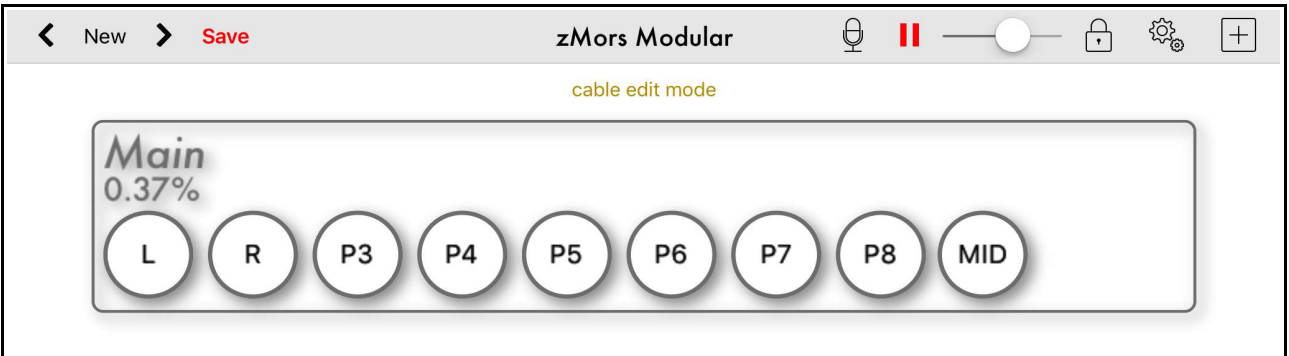 New Save zMors Modular
cable edit mode
Main
0.37%
L R P3 P4 P5 P6 P7 P8 MID